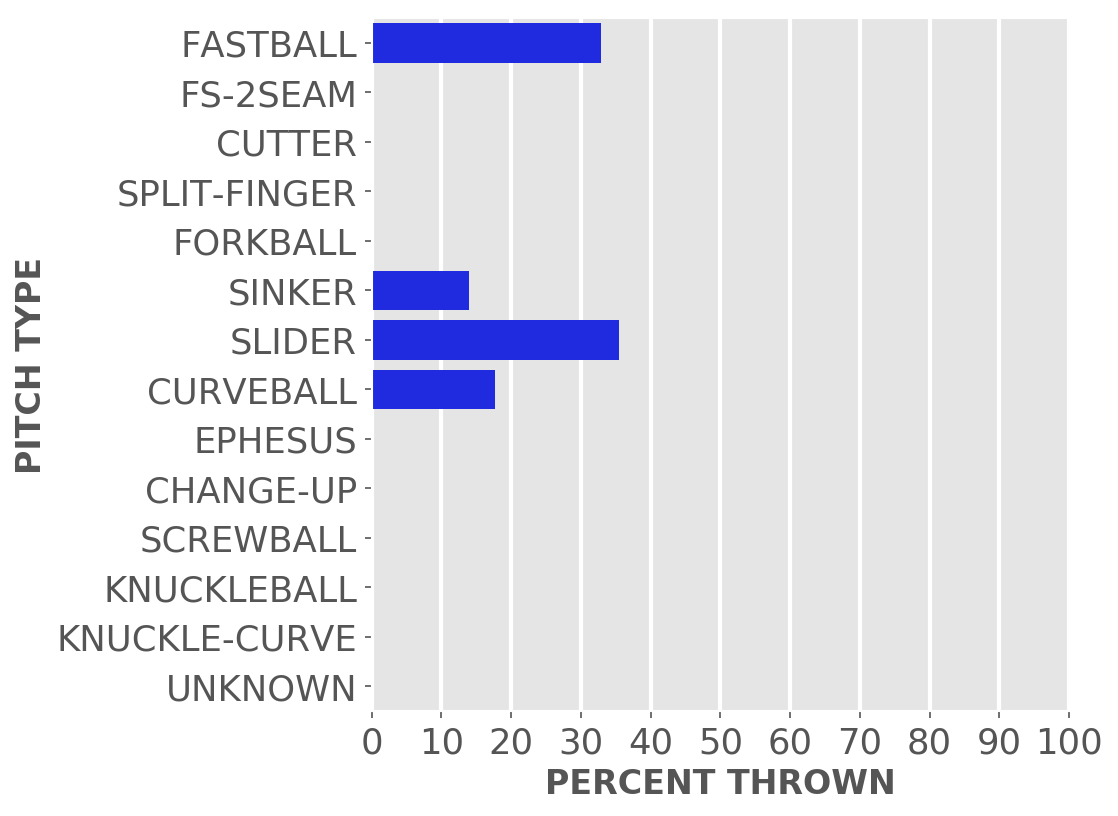 FASTBALL
FS-2SEAM
CUTTER
SPLIT-FINGER
FORKBALL
SINKER
SLIDER
CURVEBALL
EPHESUS
CHANGE-UP
SCREWBALL
KNUCKLEBALL
KNUCKLE-CURVE
UNKNOWN
PITCH TYPE
0 10 20 30 40 50 60 70 80 90 100
PERCENT THROWN